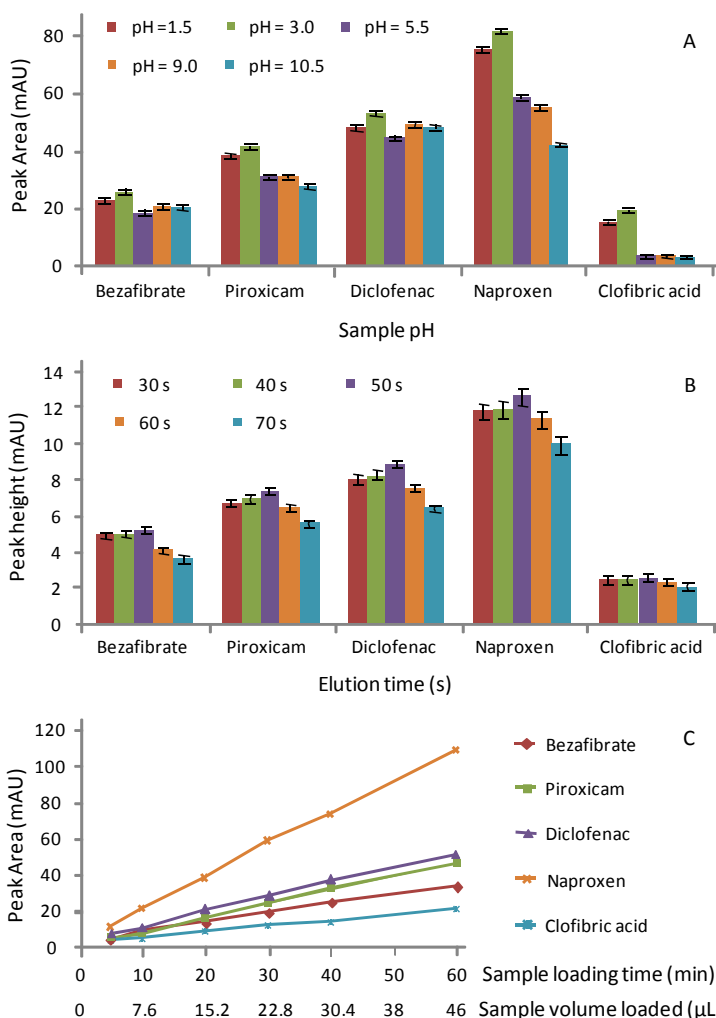 pH =1.5 pH = 3.0 pH = 5.5
pH = 9.0 pH = 10.5
A
Peak Area (mAU)
80
60
40
20
0
Bezafibrate Piroxicam Diclofenac Naproxen Clofibric acid
Sample pH
30 s 40 s 50 s
60 s 70 s
B
Peak height (mAU)
14
12
10
8
6
4
2
0
Bezafibrate Piroxicam Diclofenac Naproxen Clofibric acid
Elution time (s)
C
Peak Area (mAU)
120
100
80
60
40
20
0
Bezafibrate
Piroxicam
Diclofenac
Naproxen
Clofibric acid
0 10 20 30 40 50 60 Sample loading time (min)
0 7.6 15.2 22.8 30.4 38 46 Sample volume loaded (µL